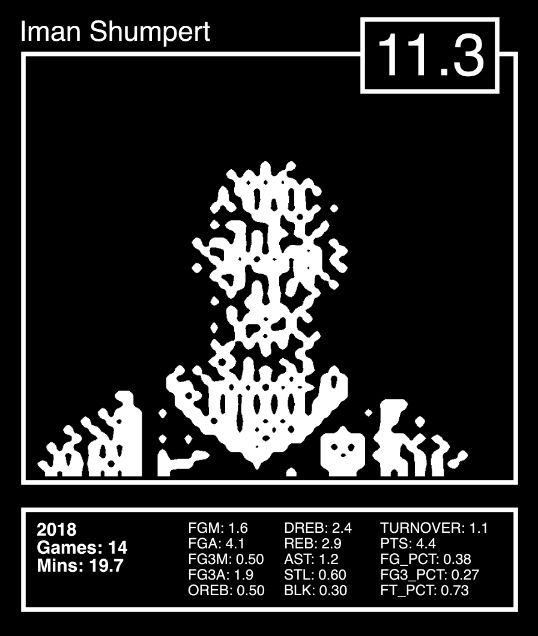 Iman Shumpert
11.3
2018
Games: 14
Mins: 19.7
FGM: 1.6
FGA: 4.1
FG3M: 0.50
FG3A: 1.9
OREB: 0.50
DREB: 2.4
REB: 2.9
AST: 1.2
STL: 0.60
BLK: 0.30
TURNOVER: 1.1
PTS: 4.4
FG_PCT: 0.38
FG3_PCT: 0.27
FT_PCT: 0.73